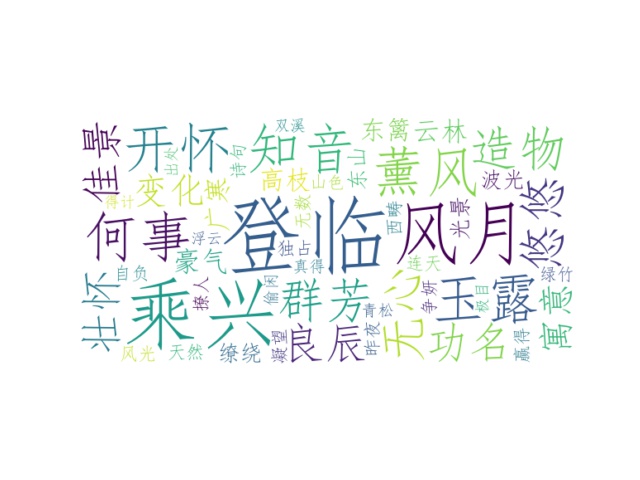 双溪
佳景
开怀
出处
诗句
知音
东篱
云林
造物
得计
变化
寒
高枝
山色
东山
薰风
波光
何事
广
无数
登临
风月
西畴
光景
悠悠
浮云
独占
自负
豪气
真得
连天
绿竹
壮怀
撩人
乘兴
偷闲
群芳
青松
无心
争妍
玉露
极目
寓意
风光
天然
缭绕
凝望
良辰
昨夜
功名
赢得